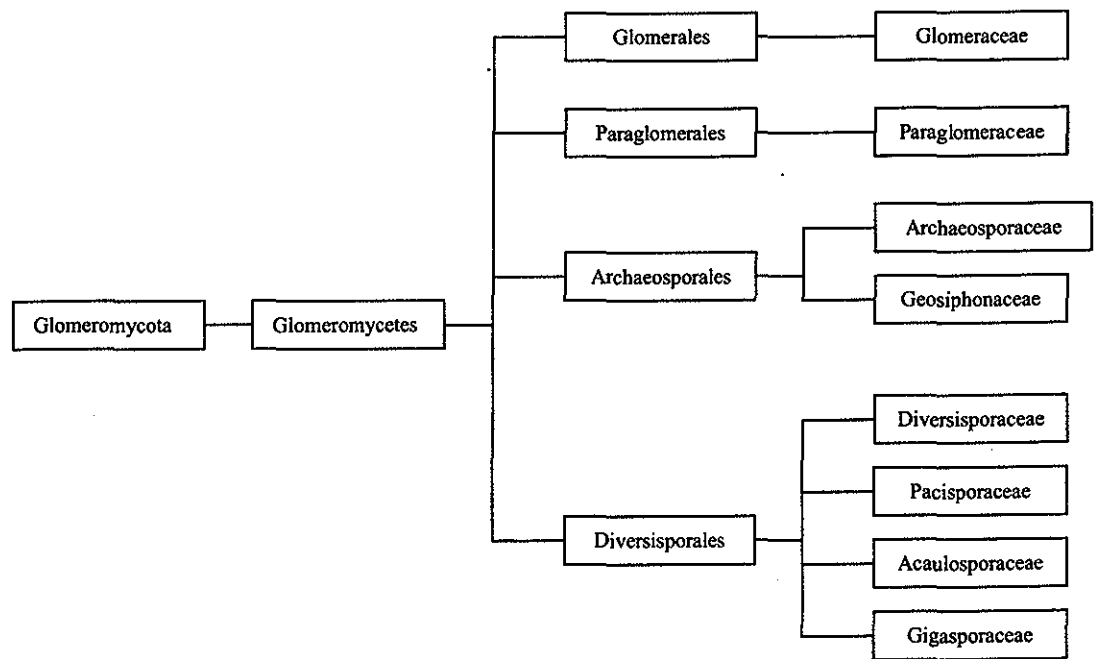 Glomerales
Glomeraceae
Paraglomerales
Paraglomeraceae
Archaeosporaceae
Archaeosporales
Geosiphonaceae
Glomeromycota
Glomeromycetes
Diversisporaceae
Pacisporaceae
Diversisporales
Acaulosporaceae
Gigasporaceae